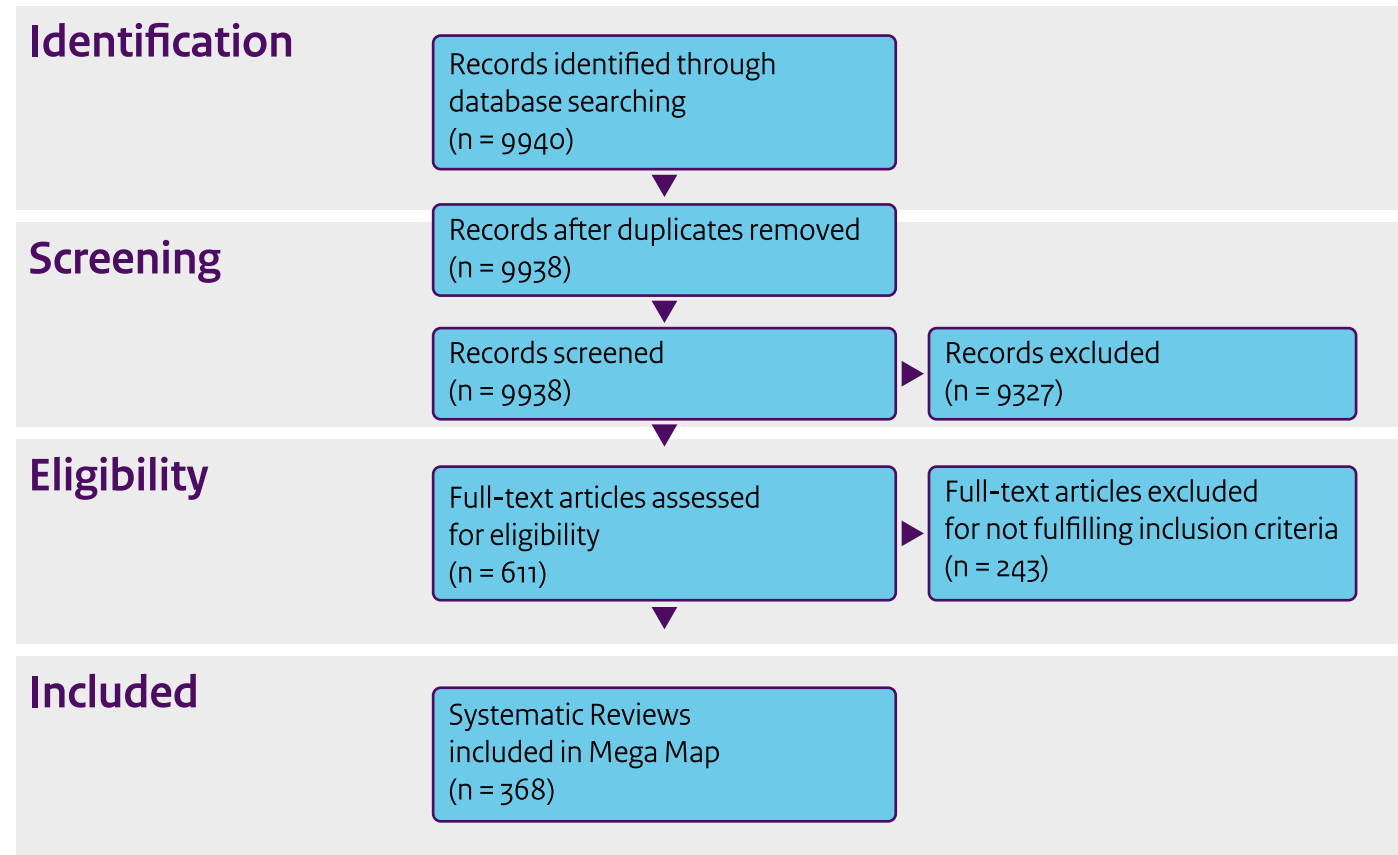 Identification
Records identified through
database searching
(n = 9940)
Records after duplicates removed
(n = 9938)
Screening
Records screened
(n = 9938)
Records excluded
(n = 9327)
Eligibility
Full-text articles assessed
for eligibility
(n = 611)
Full-text articles excluded
for not fulfilling inclusion criteria
(n = 243)
Included
Systematic Reviews
included in Mega Map
(n = 368)